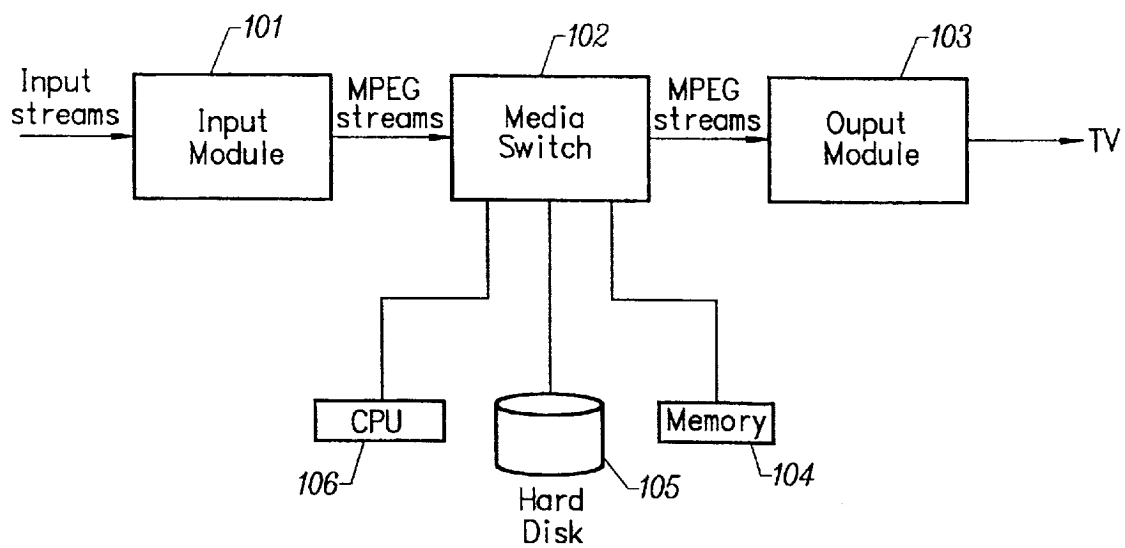 101
102
103
Input
streams
Input
Module
MPEG
streams
Media
Switch
MPEG
streams
Ouput
Module
TV
CPU
106
Hard
Disk
105
Memory
104